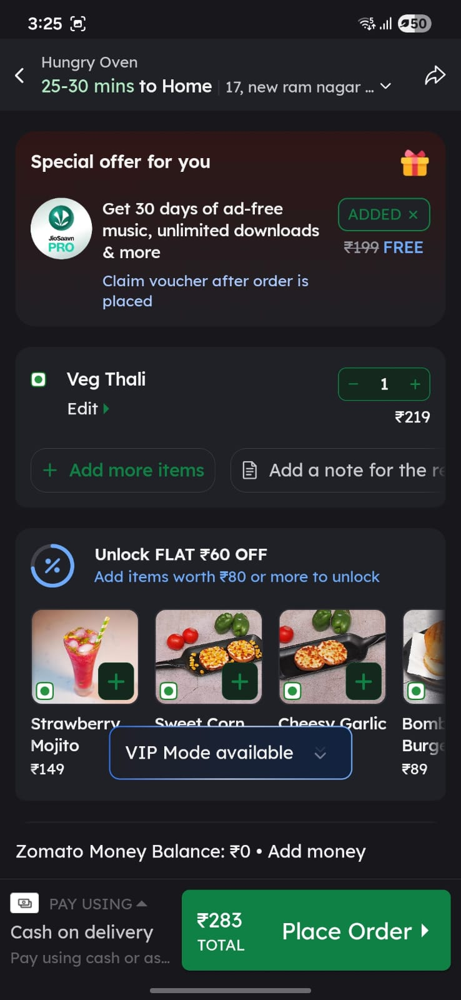 3:25
50
Hungry Oven
25-30 mins to Home | 17, new ram nagar ...
Special offer for you
JioSaavn
PRO
Get 30 days of ad-free
music, unlimited downloads
& more
Claim voucher after order is
placed
ADDED ×
₹199 FREE
Veg Thali
Edit
− 1 +
₹219
+ Add more items
Add a note for the re
Unlock FLAT ₹60 OFF
Add items worth ₹80 or more to unlock
Strawberry
Mojito
₹149
Sweet Corn
Cheesy Garlic
Bomb
Burge
₹89
VIP Mode available
Zomato Money Balance: ₹0 • Add money
PAY USING
Cash on delivery
Pay using cash or as...
₹283
TOTAL
Place Order